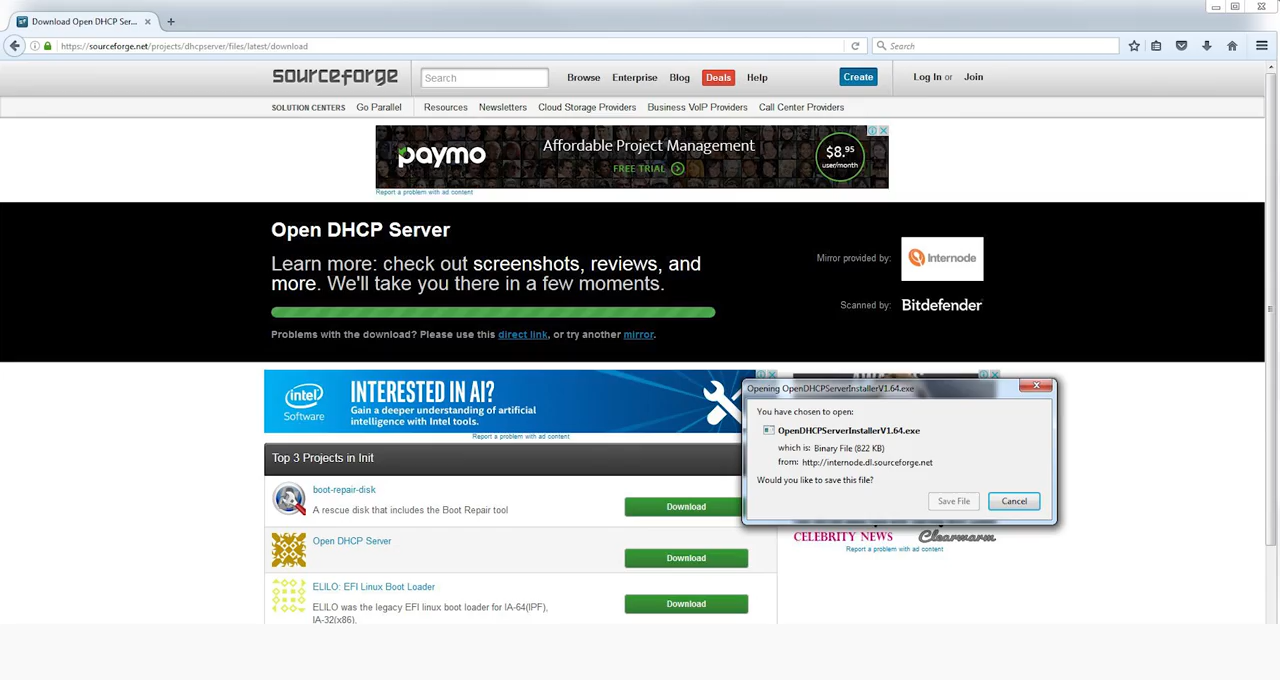 Download Open DHCP Ser...
https://sourceforge.net/projects/dhcpserver/files/latest/download
Search
sourceforge
Search
Browse Enterprise Blog Deals Help
Create
Log In or Join
SOLUTION CENTERS Go Parallel Resources Newsletters Cloud Storage Providers Business VoIP Providers Call Center Providers
paymo
Affordable Project Management
FREE TRIAL
$8.95
user/month
Report a problem with ad content
Open DHCP Server
Learn more: check out screenshots, reviews, and
more. We'll take you there in a few moments.
Mirror provided by: Internode
Scanned by: Bitdefender
Problems with the download? Please use this direct link, or try another mirror.
intel
Software
INTERESTED IN AI?
Gain a deeper understanding of artificial
intelligence with Intel tools.
Report a problem with ad content
Top 3 Projects in Init
boot-repair-disk
A rescue disk that includes the Boot Repair tool
Download
Open DHCP Server
Download
ELILO: EFI Linux Boot Loader
ELILO was the legacy EFI linux boot loader for IA-64(IPF),
IA-32(x86),
Download
Opening OpenDHCPServerInstallerV1.64.exe
You have chosen to open:
OpenDHCPServerInstallerV1.64.exe
which is: Binary File (822 KB)
from: http://internode.dl.sourceforge.net
Would you like to save this file?
Save File
Cancel
CELEBRITY NEWS
Clearwarm
Report a problem with ad content